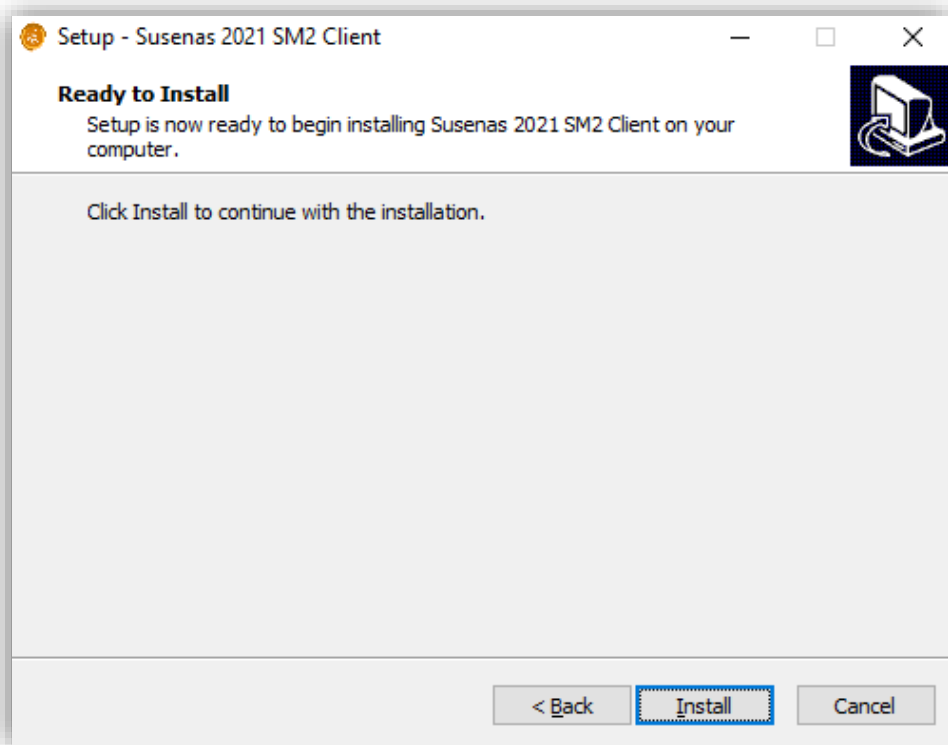 Setup - Susenas 2021 SM2 Client
Ready to Install
Setup is now ready to begin installing Susenas 2021 SM2 Client on your
computer.
Click Install to continue with the installation.
< Back
Install
Cancel